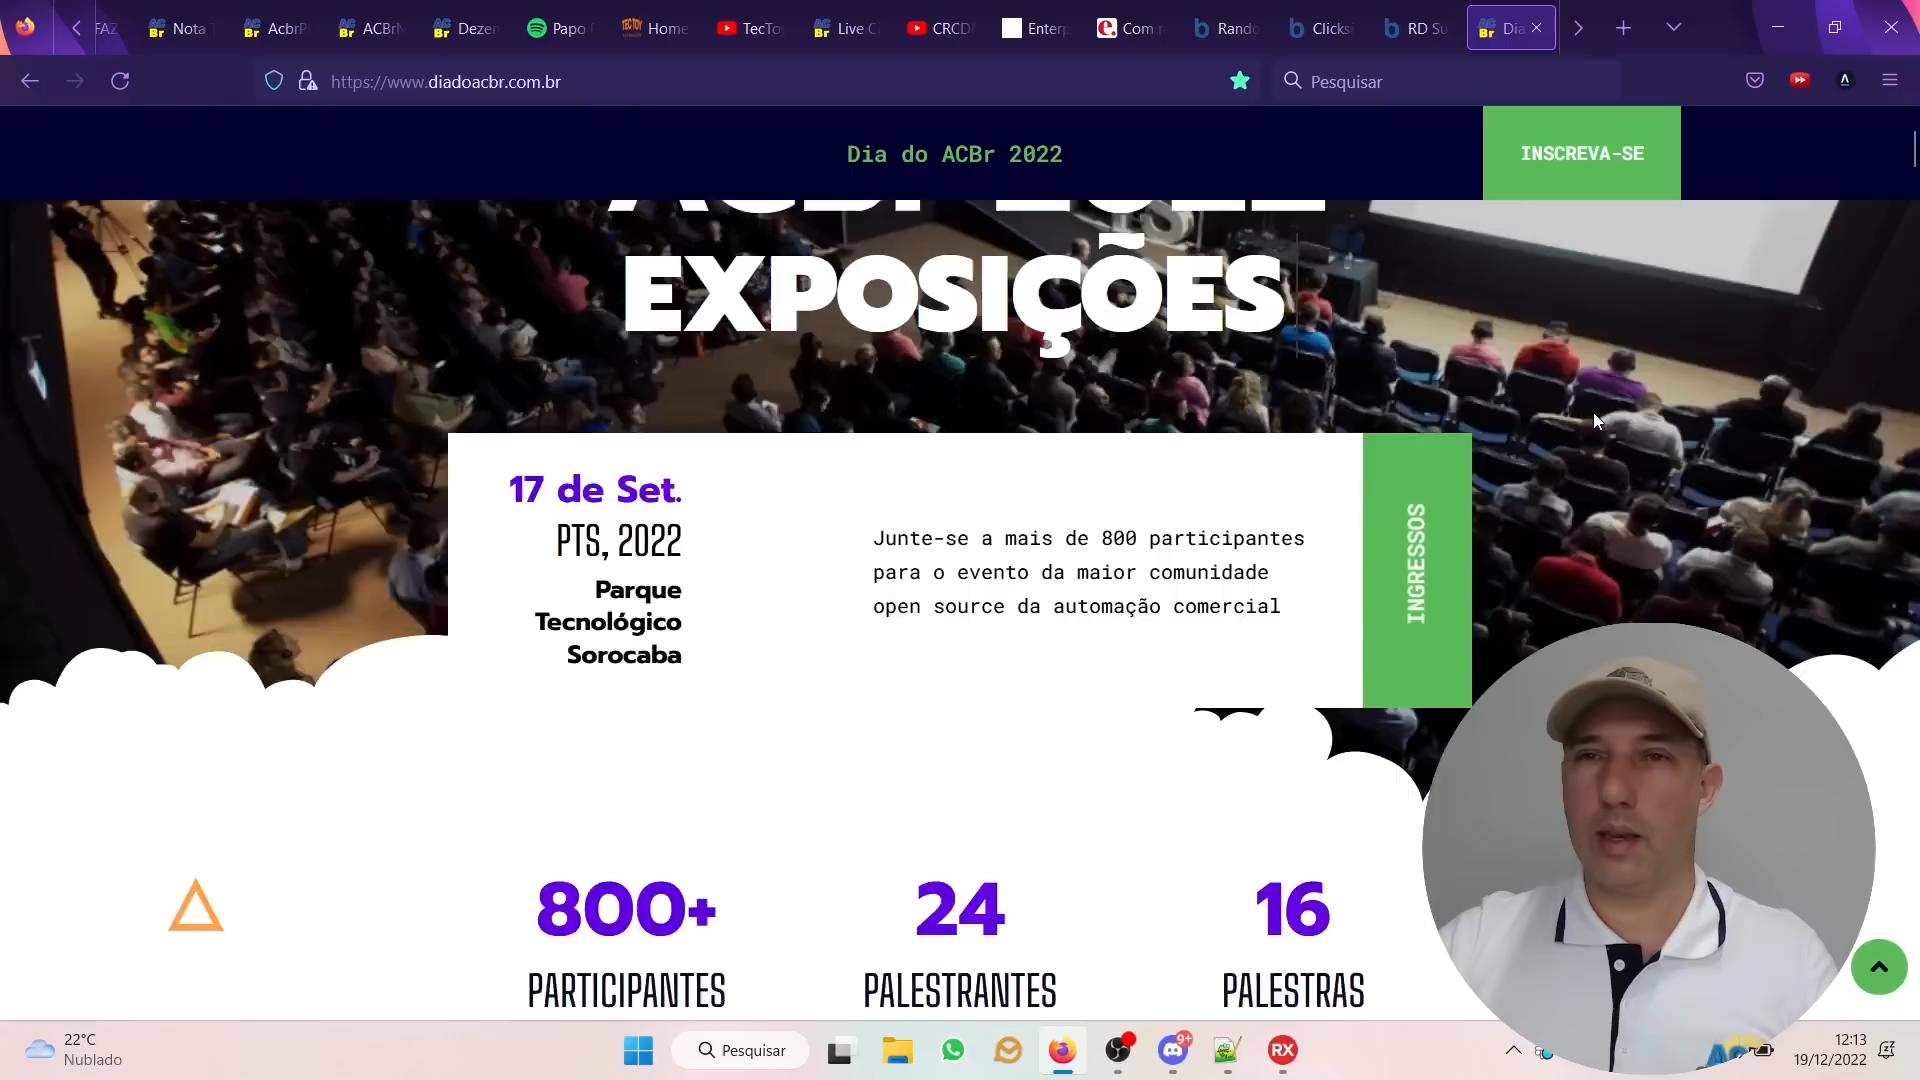 FAZ
Nota
AcbrP
ACBrN
Dezen
Papo
Home
TecTo
Live C
CRCD
Enterp
Com
Rando
Clicks
RD Su
Dia
https://www.diadoacbr.com.br
Pesquisar
Dia do ACBr 2022
INSCREVA-SE
EXPOSIÇÕES
17 de Set.
PTS, 2022
Parque
Tecnológico
Sorocaba
Junte-se a mais de 800 participantes
para o evento da maior comunidade
open source da automação comercial
INGRESSOS
800+
24
16
PARTICIPANTES
PALESTRANTES
PALESTRAS
22°C
Nublado
Pesquisar
9+
RX
12:13
19/12/2022